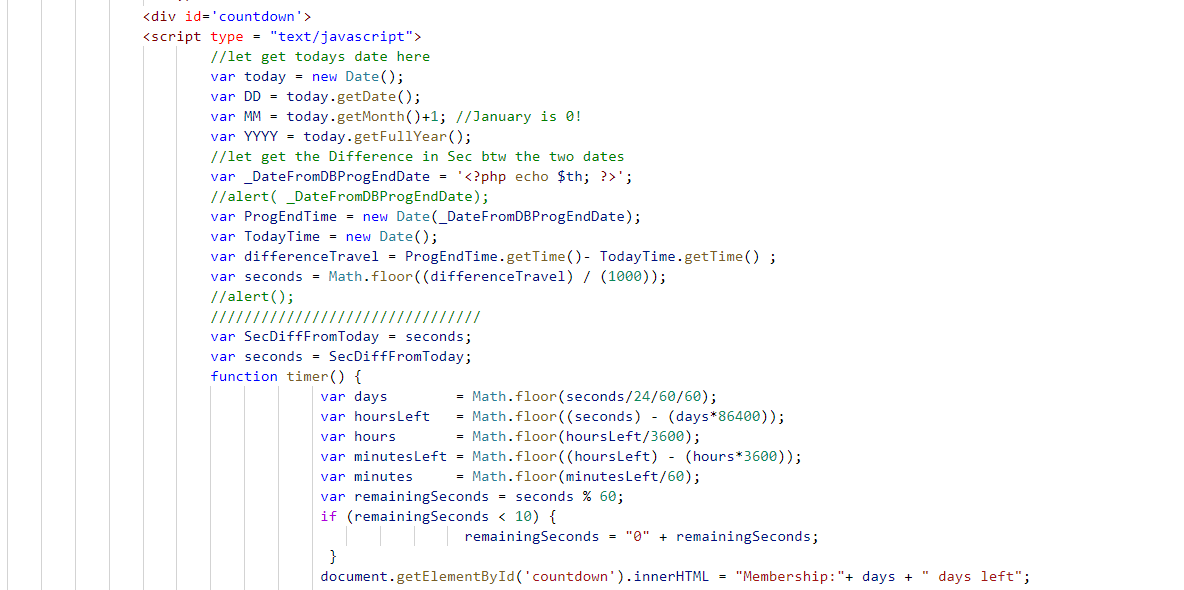 <div id='countdown'>
<script type = "text/javascript">
//let get todays date here
var today = new Date();
var DD = today.getDate();
var MM = today.getMonth()+1; //January is 0!
var YYYY = today.getFullYear();
//let get the Difference in Sec btw the two dates
var _DateFromDBProgEndDate = '<?php echo $th; ?>';
//alert( _DateFromDBProgEndDate);
var ProgEndTime = new Date(_DateFromDBProgEndDate);
var TodayTime = new Date();
var differenceTravel = ProgEndTime.getTime()- TodayTime.getTime() ;
var seconds = Math.floor((differenceTravel) / (1000));
//alert();
////////////////////////////////
var SecDiffFromToday = seconds;
var seconds = SecDiffFromToday;
function timer() {
var days        = Math.floor(seconds/24/60/60);
var hoursLeft   = Math.floor((seconds) - (days*86400));
var hours       = Math.floor(hoursLeft/3600);
var minutesLeft = Math.floor((hoursLeft) - (hours*3600));
var minutes     = Math.floor(minutesLeft/60);
var remainingSeconds = seconds % 60;
if (remainingSeconds < 10) {
remainingSeconds = "0" + remainingSeconds;
}
document.getElementById('countdown').innerHTML = "Membership:"+ days + " days left";